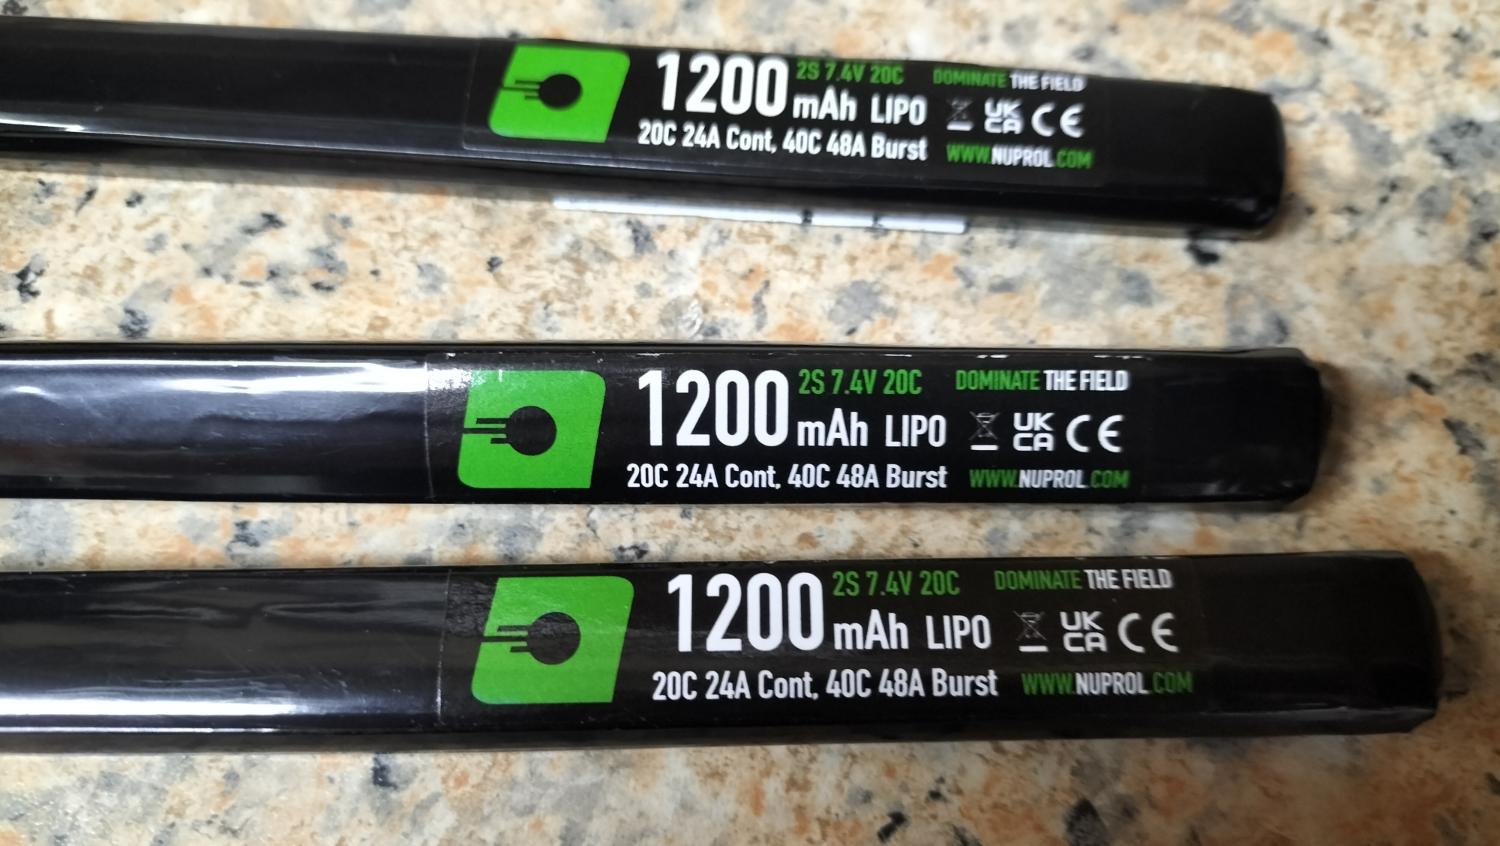 1200 2S 7.4V 20C DOMINATE THE FIELD
mAh LIPO UK CA CE
20C 24A Cont, 40C 48A Burst WWW.NUPROL.COM
1200 2S 7.4V 20C DOMINATE THE FIELD
mAh LIPO UK CA CE
20C 24A Cont, 40C 48A Burst WWW.NUPROL.COM
1200 2S 7.4V 20C DOMINATE THE FIELD
mAh LIPO UK CA CE
20C 24A Cont, 40C 48A Burst WWW.NUPROL.COM